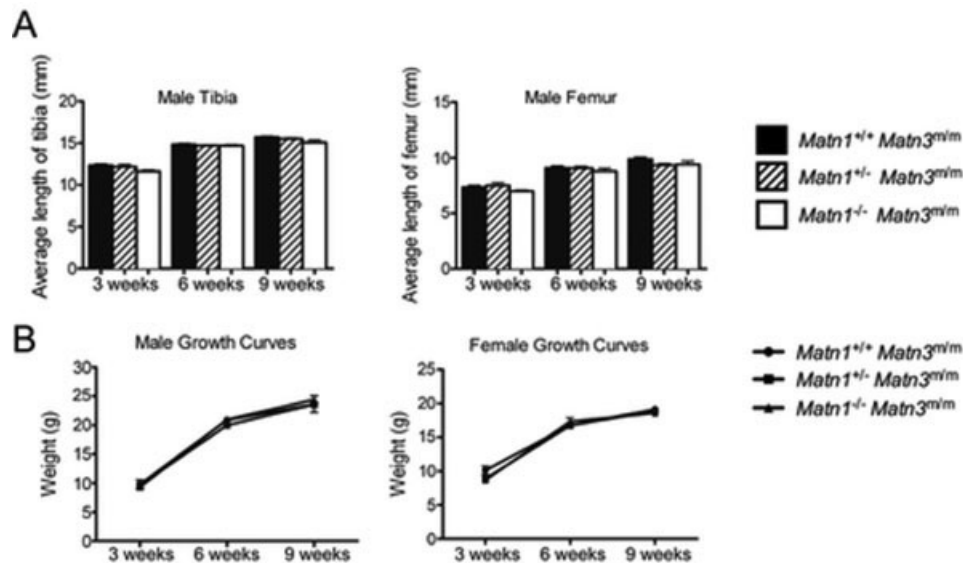 A
Male Tibia
Average length of tibia (mm)
20
15
10
5
0
3 weeks 6 weeks 9 weeks
Male Femur
Average length of femur (mm)
15
10
5
0
3 weeks 6 weeks 9 weeks
Matn1+/+ Matn3m/m
Matn1+/- Matn3m/m
Matn1-/- Matn3m/m
B
Male Growth Curves
Weight (g)
30
25
20
15
10
5
0
3 weeks 6 weeks 9 weeks
Female Growth Curves
Weight (g)
25
20
15
10
5
0
3 weeks 6 weeks 9 weeks
Matn1+/+ Matn3m/m
Matn1+/- Matn3m/m
Matn1-/- Matn3m/m